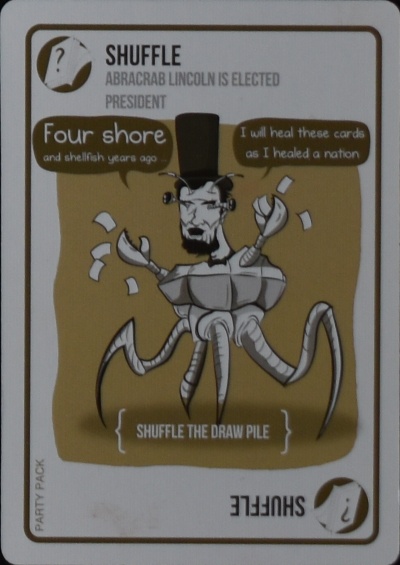 ?
SHUFFLE
ABRACRAB LINCOLN IS ELECTED
PRESIDENT
Four shore
and shellfish years ago ...
I will heal these cards
as I healed a nation
{ SHUFFLE THE DRAW PILE }
PARTY PACK
SHUFFLE
?